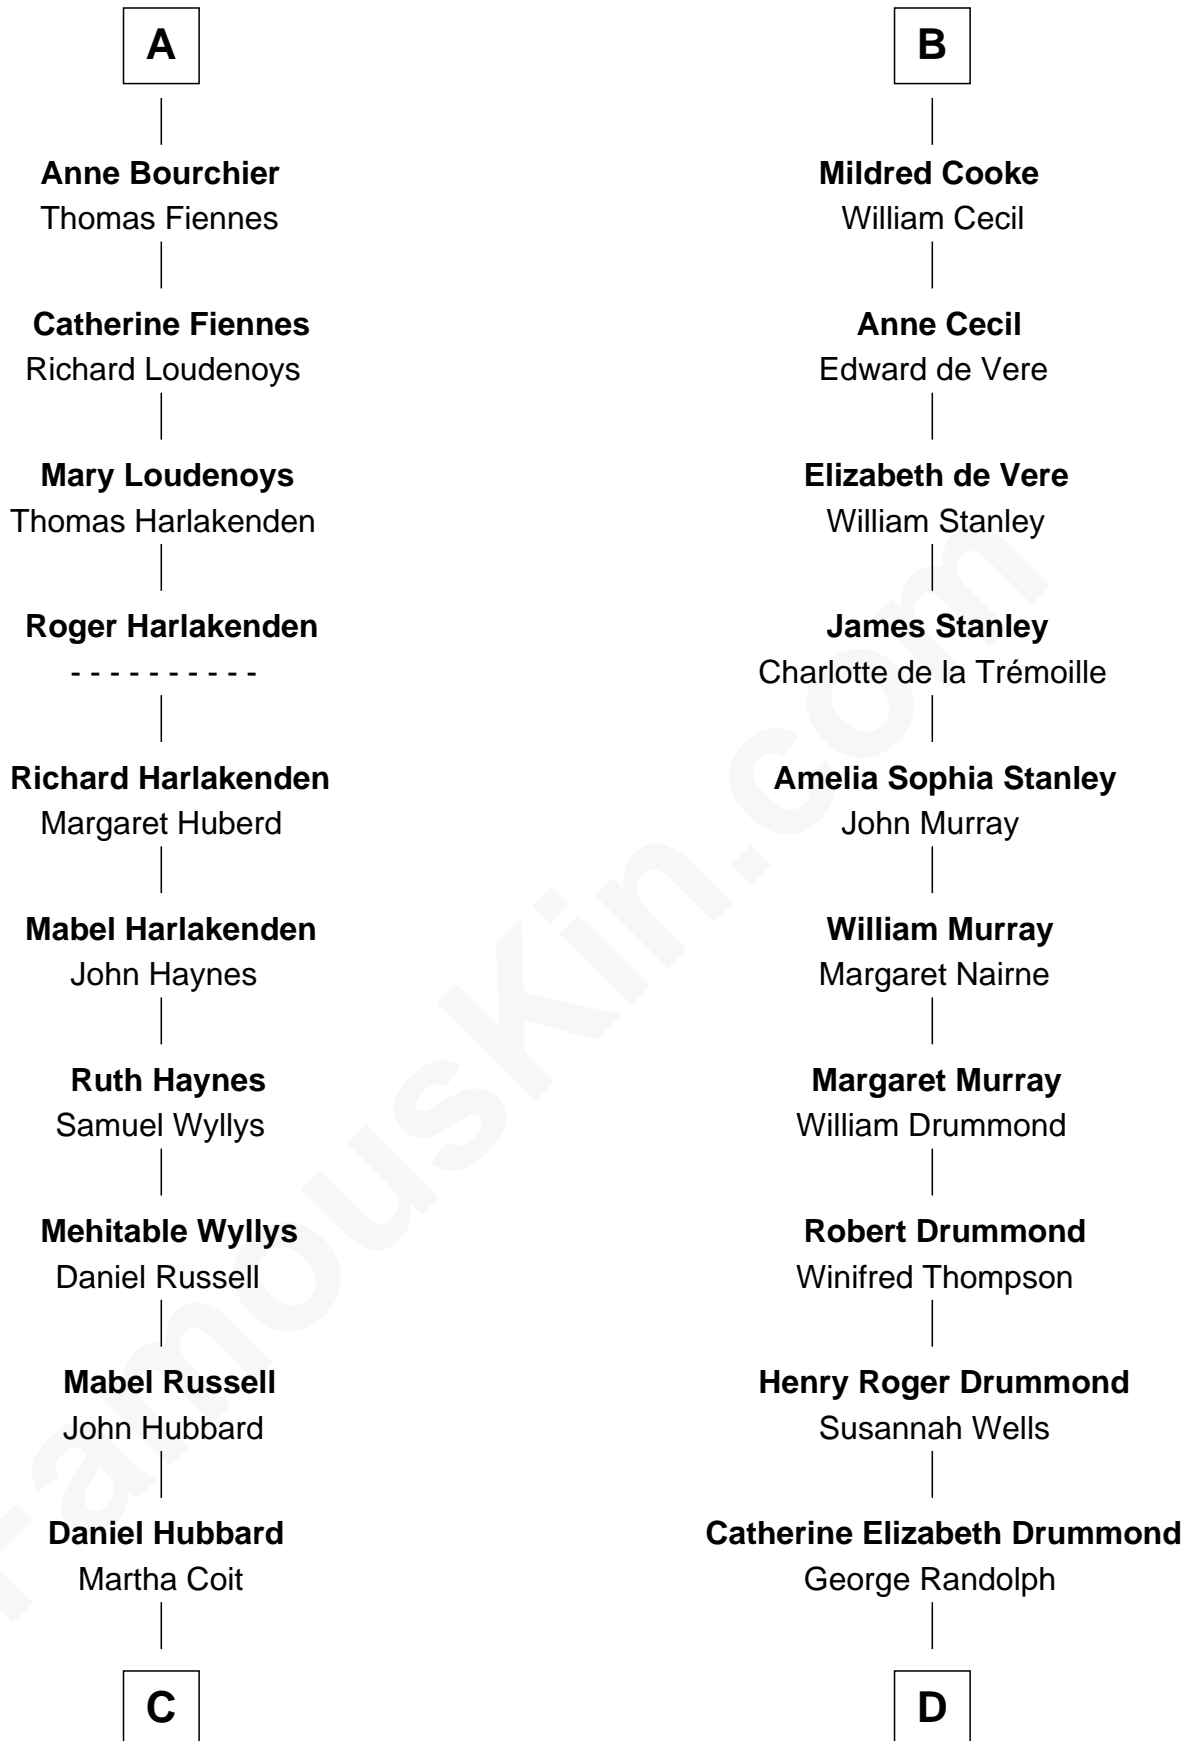 A
Anne Bourchier
Thomas Fiennes
Catherine Fiennes
Richard Loudenoys
Mary Loudenoys
Thomas Harlakenden
Roger Harlakenden
- - - - - - - - - -
Richard Harlakenden
Margaret Huberd
Mabel Harlakenden
John Haynes
Ruth Haynes
Samuel Wyllys
Mehitable Wyllys
Daniel Russell
Mabel Russell
John Hubbard
Daniel Hubbard
Martha Coit
C
B
Mildred Cooke
William Cecil
Anne Cecil
Edward de Vere
Elizabeth de Vere
William Stanley
James Stanley
Charlotte de la Trémoille
Amelia Sophia Stanley
John Murray
William Murray
Margaret Nairne
Margaret Murray
William Drummond
Robert Drummond
Winifred Thompson
Henry Roger Drummond
Susannah Wells
Catherine Elizabeth Drummond
George Randolph
D
FamousKin.com